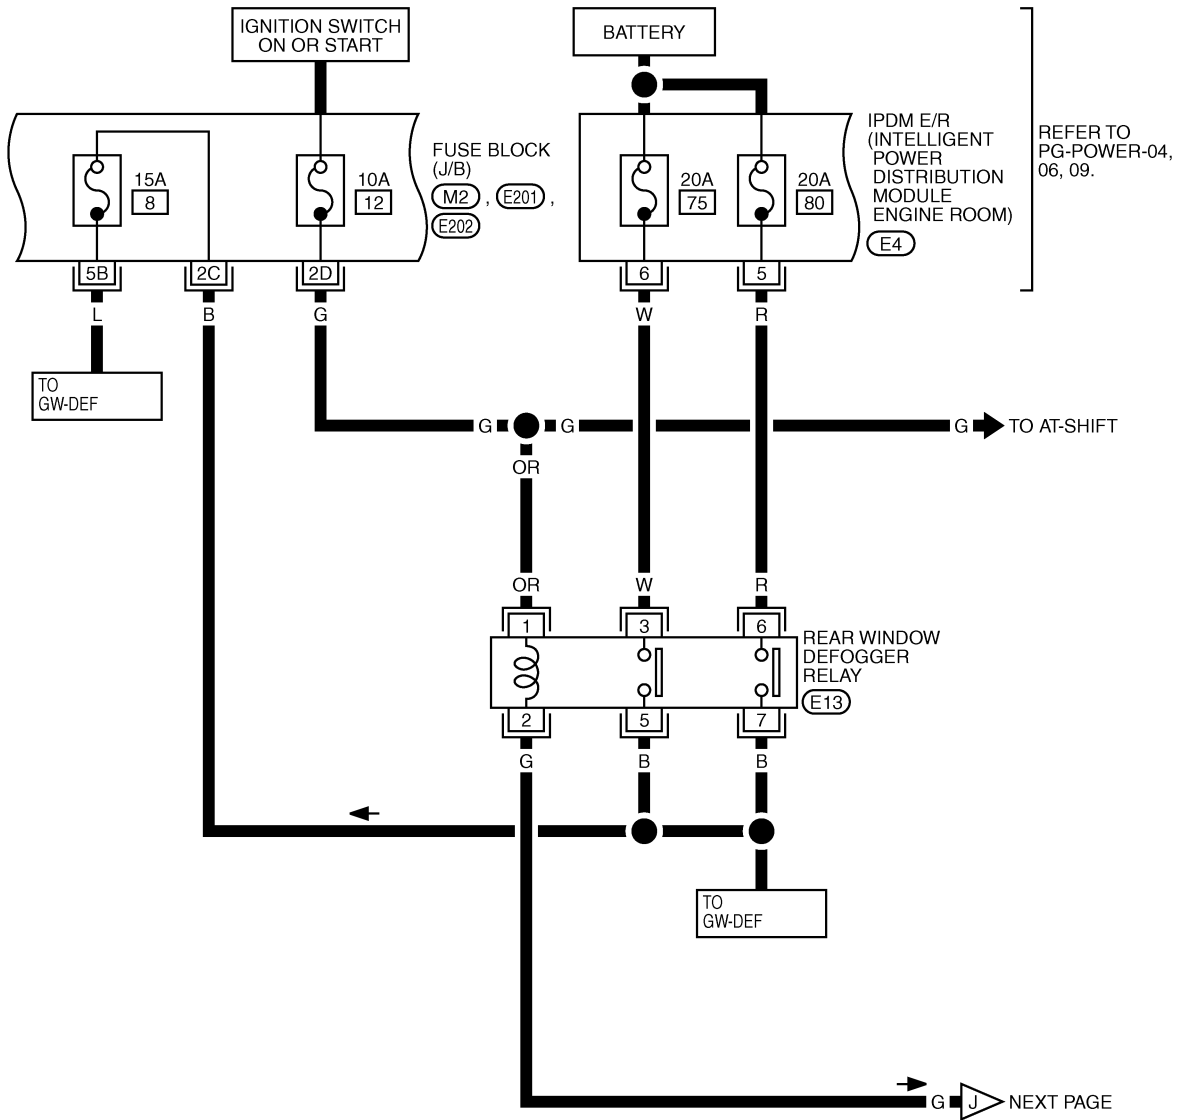 IGNITION SWITCH
ON OR START
BATTERY
IPDM E/R
(INTELLIGENT
POWER
DISTRIBUTION
MODULE
ENGINE ROOM)
E4
REFER TO
PG-POWER-04,
06, 09.
FUSE BLOCK
(J/B)
M2 , E201 ,
E202
15A
8
10A
12
20A
75
20A
80
5B
2C
2D
6
5
L
B
G
W
R
TO
GW-DEF
G
G
G
TO AT-SHIFT
OR
OR
W
R
1
3
6
REAR WINDOW
DEFOGGER
RELAY
E13
2
5
7
G
B
B
TO
GW-DEF
G
J
NEXT PAGE